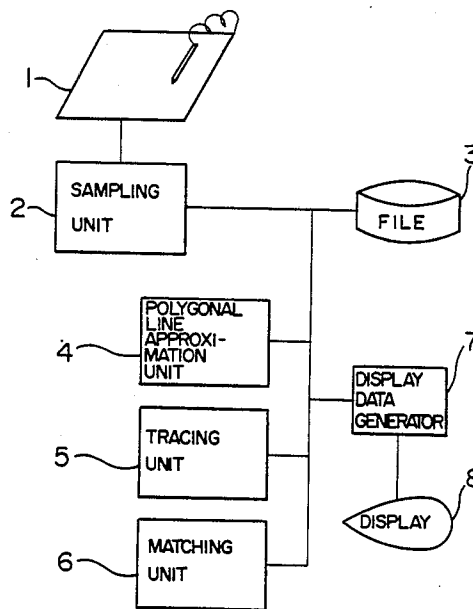 1
2
SAMPLING
UNIT
3
FILE
4
POLYGONAL
LINE
APPROXI-
MATION
UNIT
5
TRACING
UNIT
6
MATCHING
UNIT
7
DISPLAY
DATA
GENERATOR
8
DISPLAY